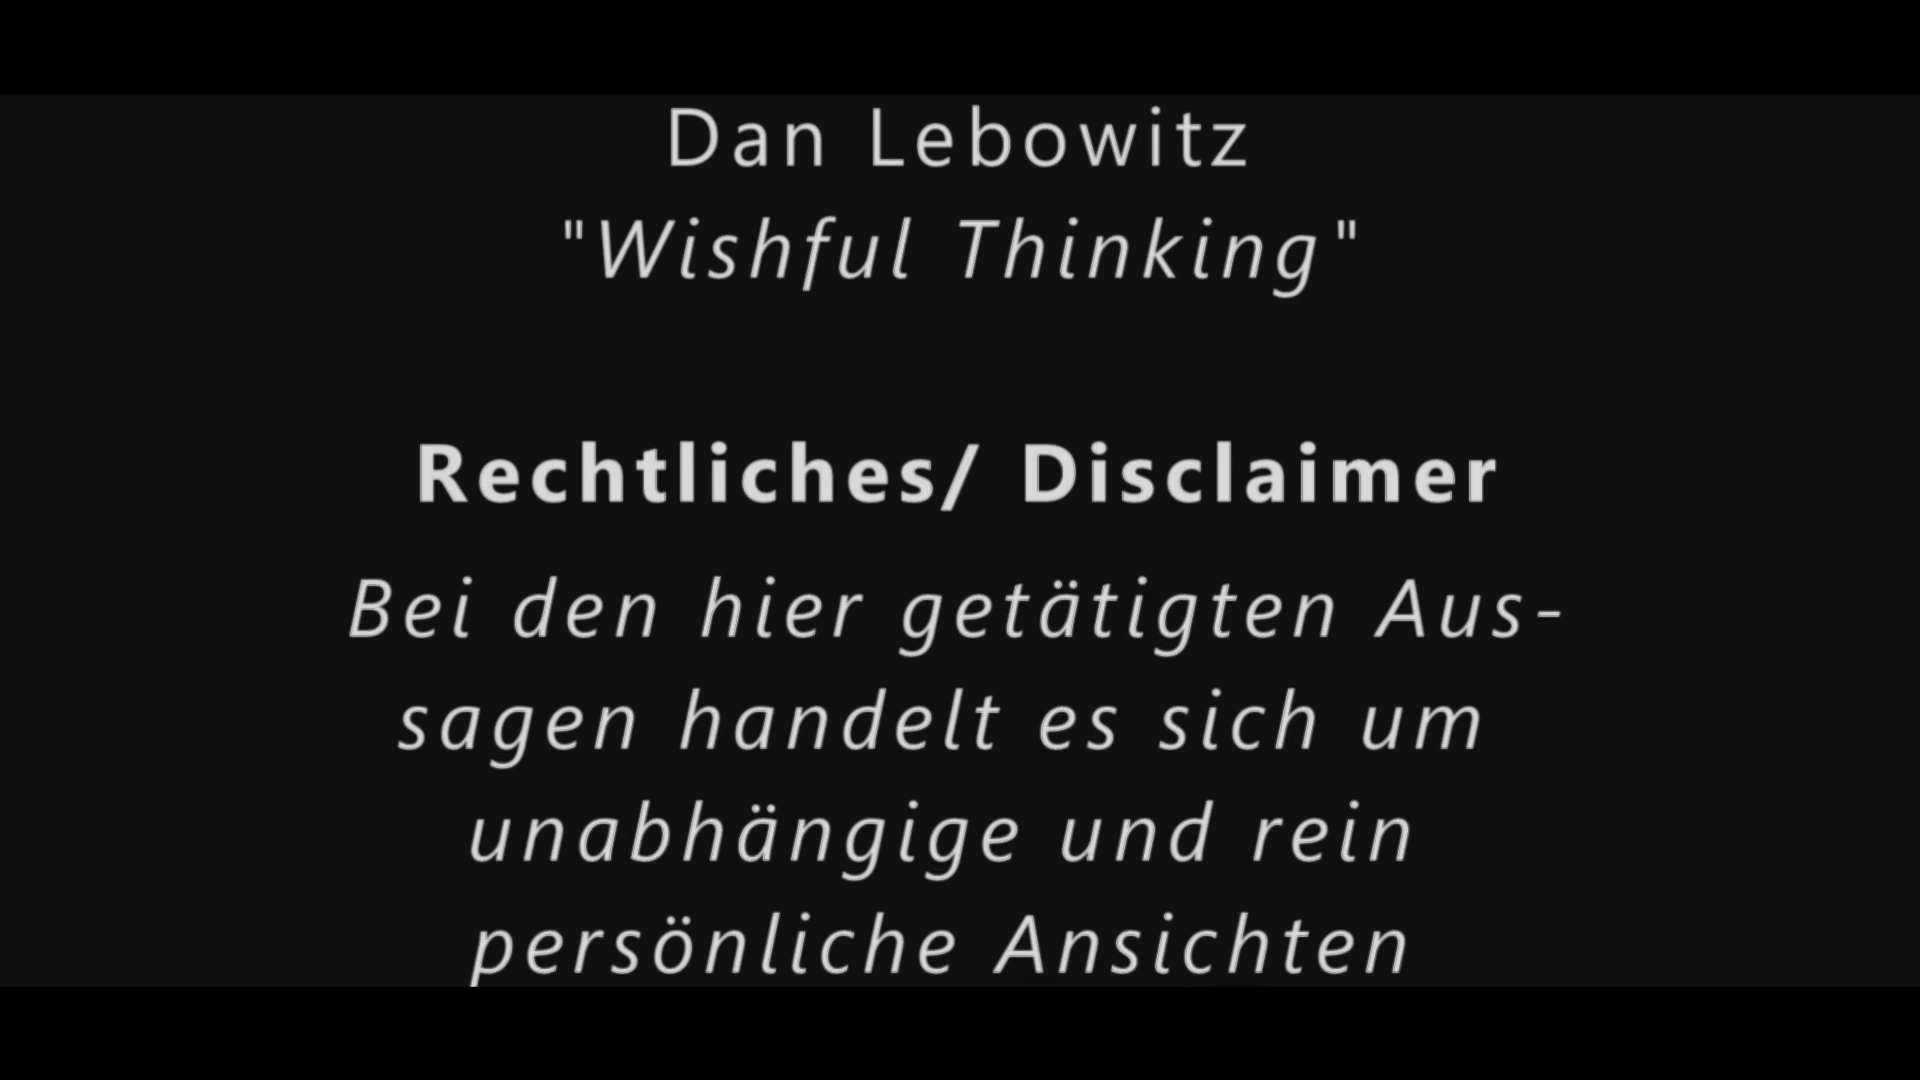 Dan Lebowitz
"Wishful Thinking"
Rechtliches/ Disclaimer
Bei den hier getätigten Aus-
sagen handelt es sich um
unabhängige und rein
persönliche Ansichten